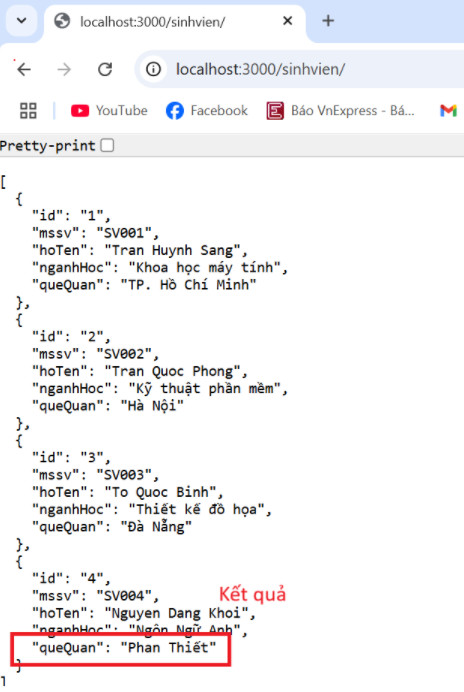 localhost:3000/sinhvien/
localhost:3000/sinhvien/
YouTube Facebook Báo VnExpress - Bá...
Pretty-print
[
{
"id": "1",
"mssv": "SV001",
"hoTen": "Tran Huynh Sang",
"nganhHoc": "Khoa học máy tính",
"queQuan": "TP. Hồ Chí Minh"
},
{
"id": "2",
"mssv": "SV002",
"hoTen": "Tran Quoc Phong",
"nganhHoc": "Kỹ thuật phần mềm",
"queQuan": "Hà Nội"
},
{
"id": "3",
"mssv": "SV003",
"hoTen": "To Quoc Binh",
"nganhHoc": "Thiết kế đồ họa",
"queQuan": "Đà Nẵng"
},
{
"id": "4",
"mssv": "SV004",
Kết quả
"hoTen": "Nguyen Dang Khoi",
"nganhHoc": "Ngôn Ngữ Anh",
"queQuan": "Phan Thiết"
}
]